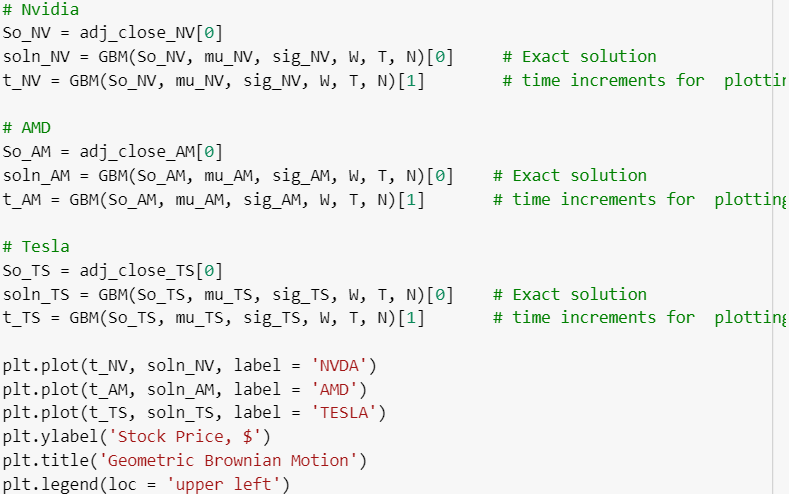 # Nvidia
So_NV = adj_close_NV[0]
soln_NV = GBM(So_NV, mu_NV, sig_NV, W, T, N)[0]     # Exact solution
t_NV = GBM(So_NV, mu_NV, sig_NV, W, T, N)[1]        # time increments for  plottin
# AMD
So_AM = adj_close_AM[0]
soln_AM = GBM(So_AM, mu_AM, sig_AM, W, T, N)[0]    # Exact solution
t_AM = GBM(So_AM, mu_AM, sig_AM, W, T, N)[1]       # time increments for  plotting
# Tesla
So_TS = adj_close_TS[0]
soln_TS = GBM(So_TS, mu_TS, sig_TS, W, T, N)[0]    # Exact solution
t_TS = GBM(So_TS, mu_TS, sig_TS, W, T, N)[1]       # time increments for  plotting
plt.plot(t_NV, soln_NV, label = 'NVDA')
plt.plot(t_AM, soln_AM, label = 'AMD')
plt.plot(t_TS, soln_TS, label = 'TESLA')
plt.ylabel('Stock Price, $')
plt.title('Geometric Brownian Motion')
plt.legend(loc = 'upper left')